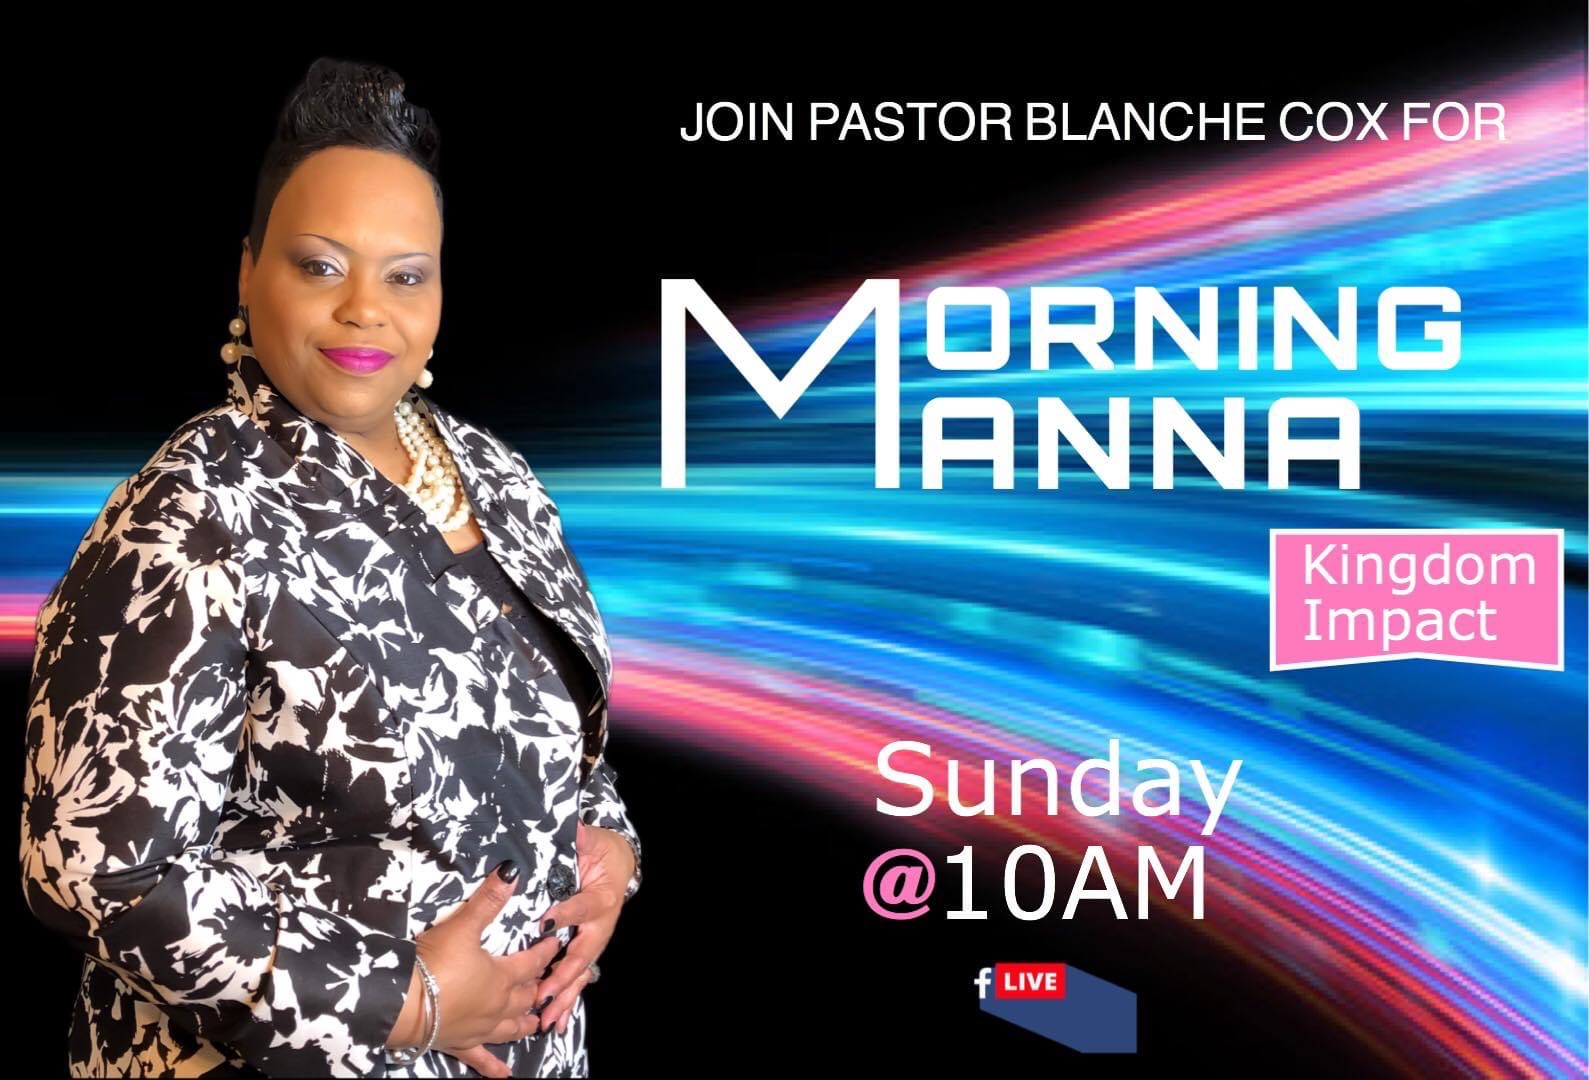 JOIN PASTOR BLANCHE COX FOR
MORNING
MANNA
Kingdom
Impact
Sunday
@10AM
f LIVE